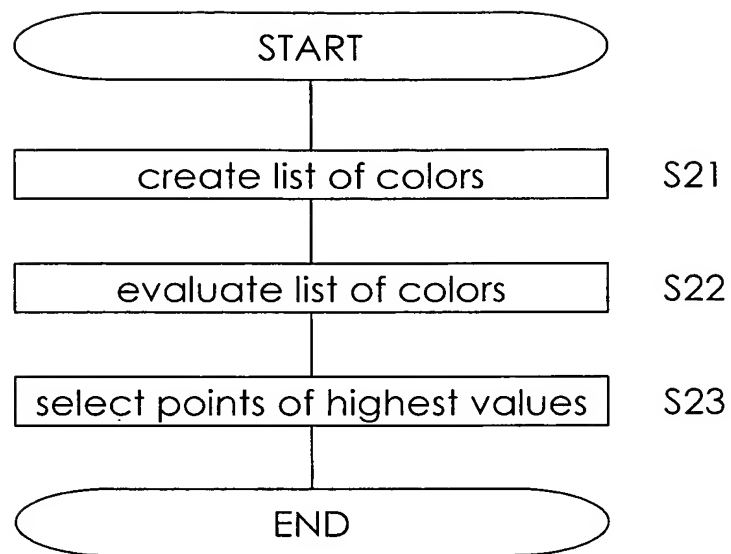 START
create list of colors S21
evaluate list of colors S22
select points of highest values S23
END